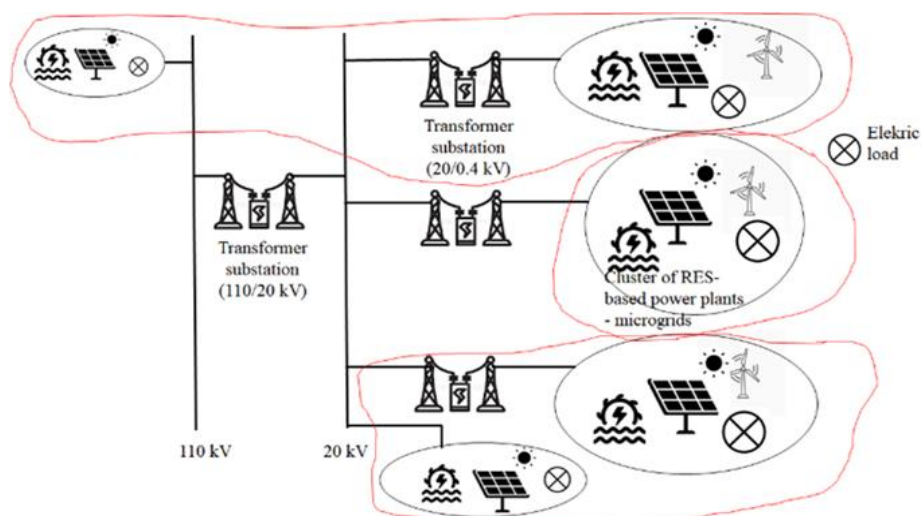 Transformer
substation
(20/0.4 kV)
Elekric
load
Transformer
substation
(110/20 kV)
Cluster of RES-
based power plants
- microgrids
110 kV
20 kV